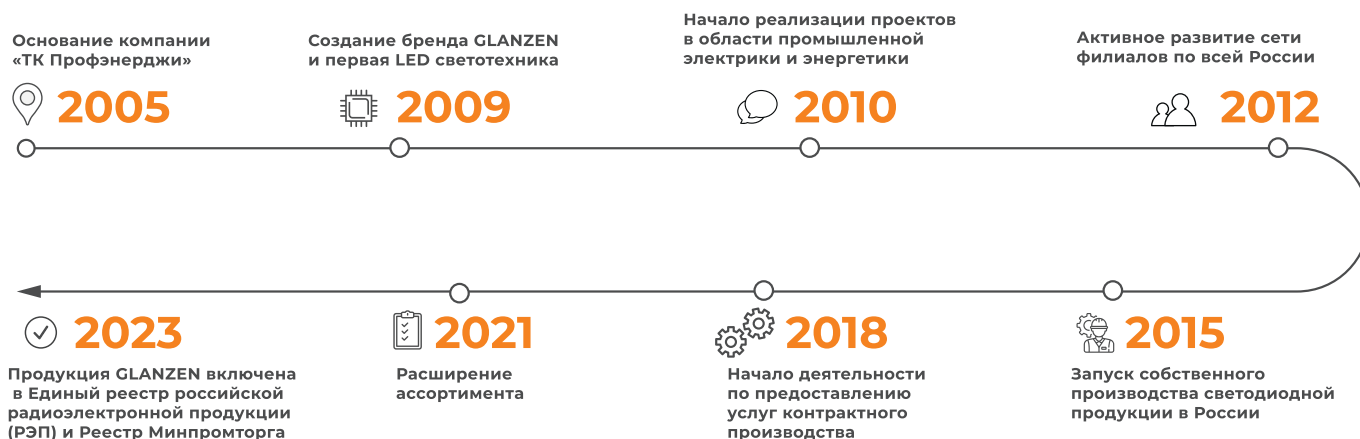 Основание компании
«ТК Профэнерджи»
2005
Создание бренда GLANZEN
и первая LED светотехника
2009
Начало реализации проектов
в области промышленной
электрики и энергетики
2010
Активное развитие сети
филиалов по всей России
2012
2015
Запуск собственного
производства светодиодной
продукции в России
2018
Начало деятельности
по предоставлению
услуг контрактного
производства
2021
Расширение
ассортимента
2023
Продукция GLANZEN включена
в Единый реестр российской
радиоэлектронной продукции
(РЭП) и Реестр Минпромторга